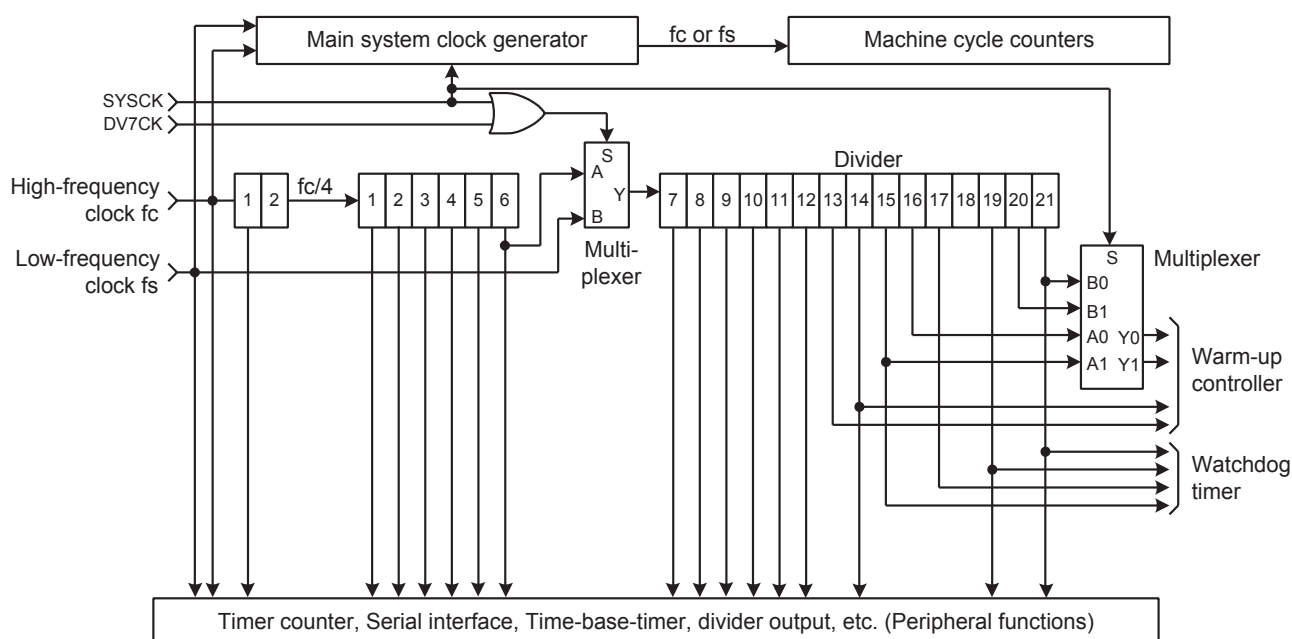 Main system clock generator
fc or fs
Machine cycle counters
SYSCK
DV7CK
High-frequency
clock fc
Low-frequency
clock fs
1 2
fc/4
1 2 3 4 5 6
S
A
B
Y
Multi-
plexer
Divider
7 8 9 10 11 12 13 14 15 16 17 18 19 20 21
S
B0
B1
A0 Y0
A1 Y1
Multiplexer
Warm-up
controller
Watchdog
timer
Timer counter, Serial interface, Time-base-timer, divider output, etc. (Peripheral functions)